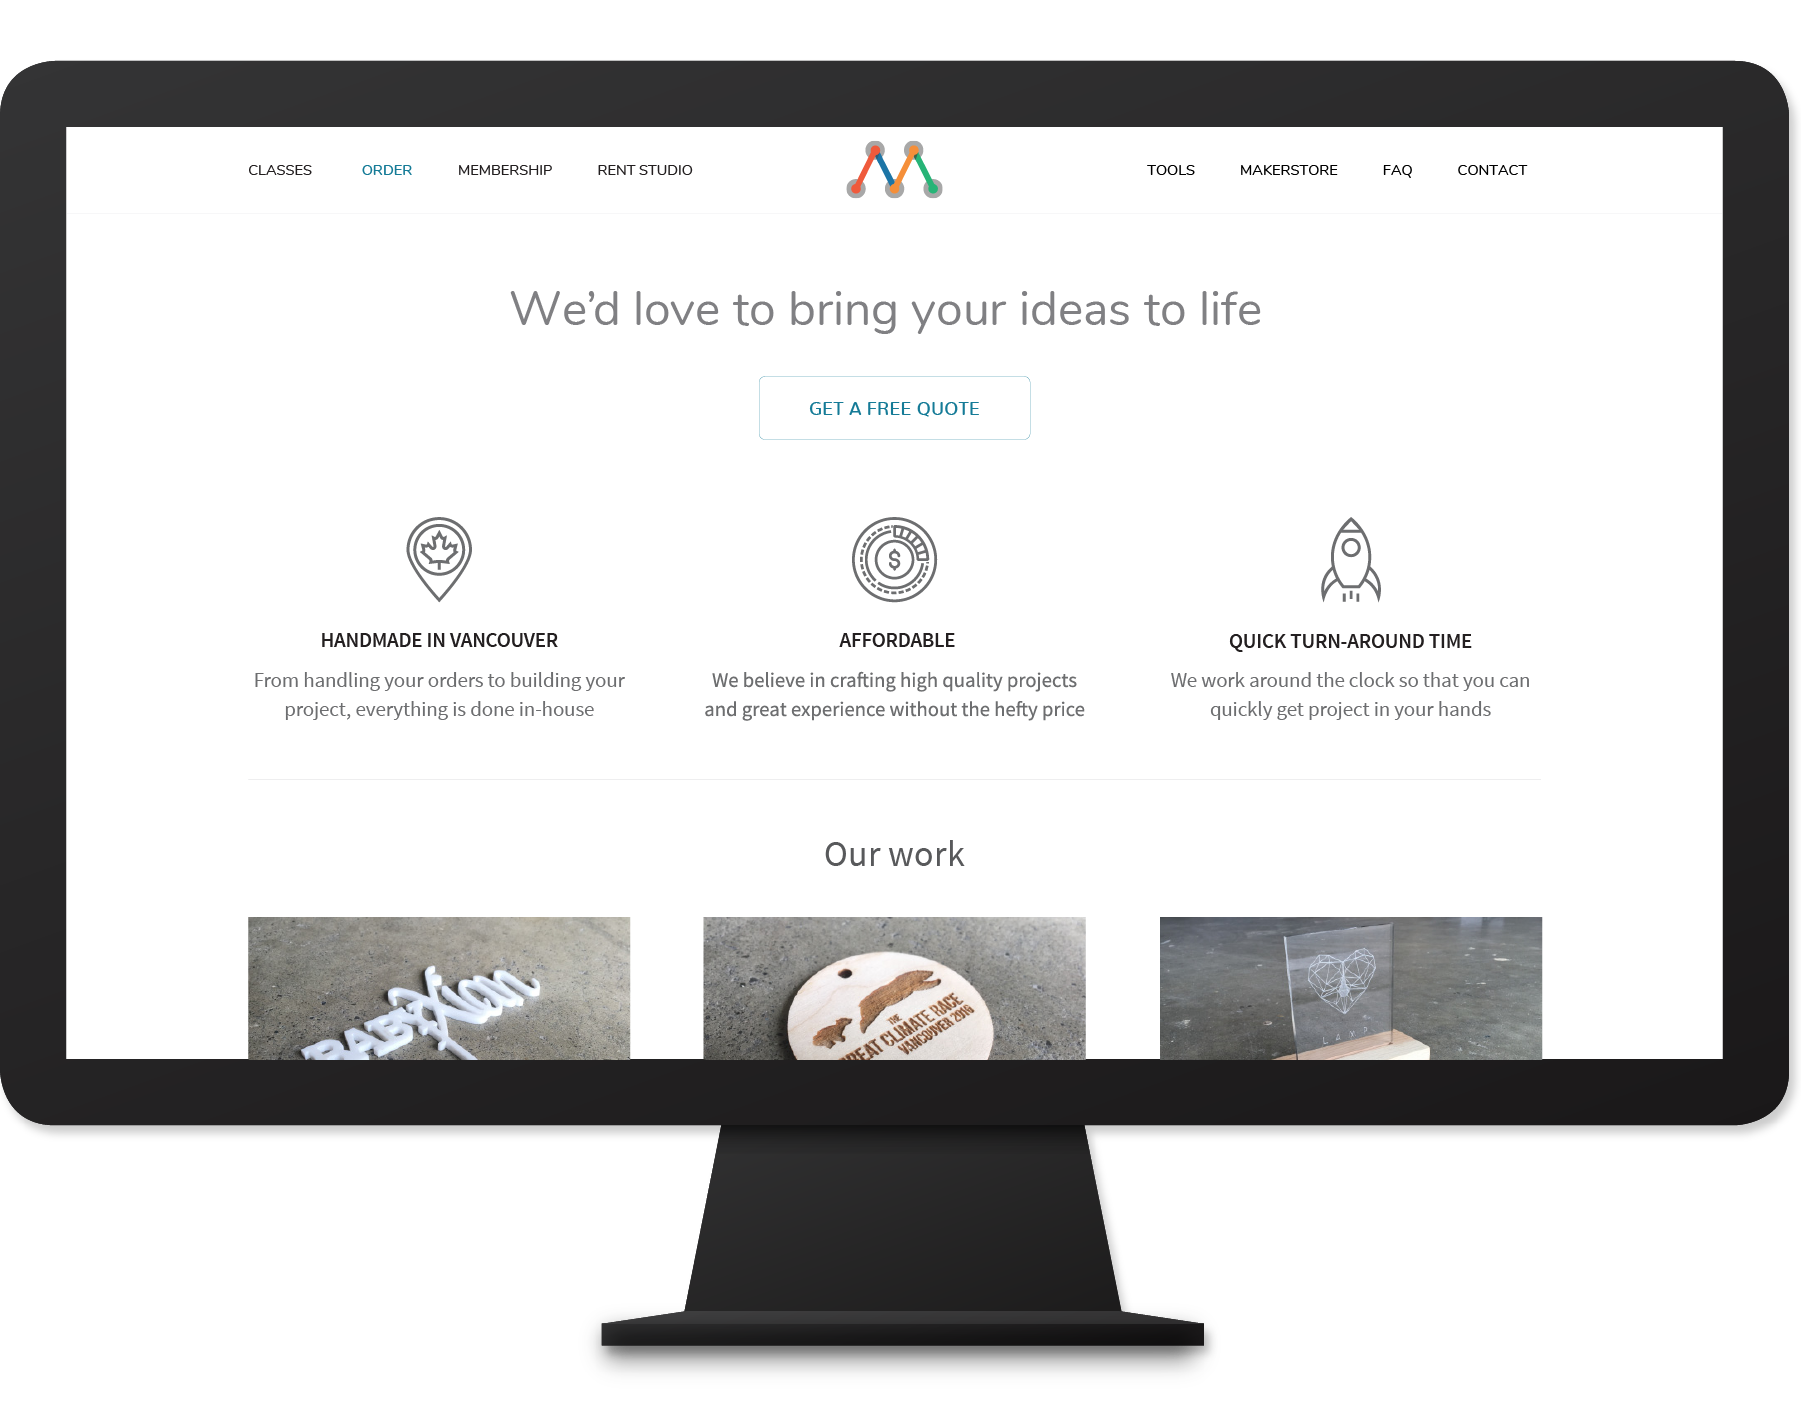 CLASSES ORDER MEMBERSHIP RENT STUDIO TOOLS MAKERSTORE FAQ CONTACT
We’d love to bring your ideas to life
GET A FREE QUOTE
$
HANDMADE IN VANCOUVER
From handling your orders to building your
project, everything is done in-house
AFFORDABLE
We believe in crafting high quality projects
and great experience without the hefty price
QUICK TURN-AROUND TIME
We work around the clock so that you can
quickly get project in your hands
Our work
BABY Xian
THE
GREAT CLIMATE RACE
VANCOUVER 2016